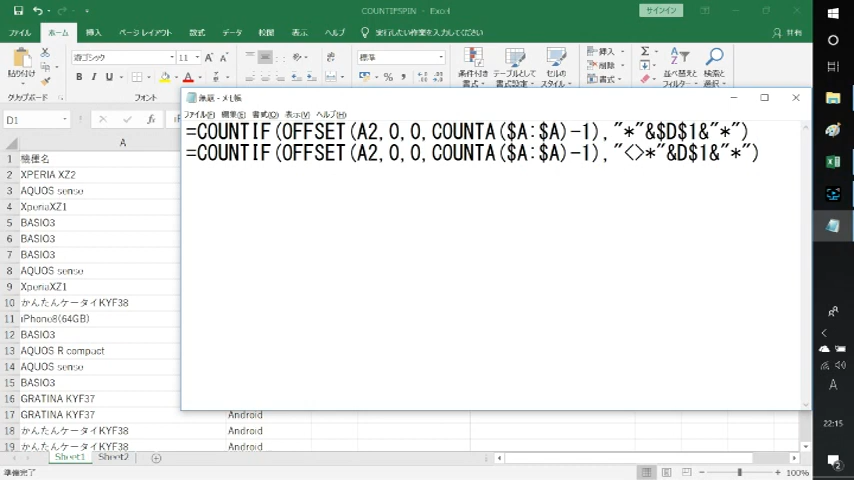 COUNTIFSPIN - Excel
サインイン
ファイル ホーム 挿入 ページ レイアウト 数式 データ 校閲 表示 ヘルプ 実行したい作業を入力してください 共有
貼り付け
游ゴシック 11
B I U
標準
条件付き書式
テーブルとして書式設定
セルのスタイル
挿入
削除
書式
並べ替えとフィルター
検索と選択
クリップボード
フォント
無題 - メモ帳
ファイル(F) 編集(E) 書式(O) 表示(V) ヘルプ(H)
=COUNTIF(OFFSET(A2,0,0,COUNTA($A:$A)-1),"*"&$D$1&"*")
=COUNTIF(OFFSET(A2,0,0,COUNTA($A:$A)-1),"<>*"&D$1&"*")
D1
fx
A
1 機種名
2 XPERIA XZ2
3 AQUOS sense
4 XperiaXZ1
5 BASIO3
6 BASIO3
7 BASIO3
8 AQUOS sense
9 XperiaXZ1
10 かんたんケータイKYF38
11 iPhone8(64GB)
12 BASIO3
13 AQUOS R compact
14 AQUOS sense
15 BASIO3
16 GRATINA KYF37
17 GRATINA KYF37 Android
18 かんたんケータイKYF38 Android
19 かんたんケータイKYF38 Android
Sheet1 Sheet2
準備完了
100%
A
22:15
2